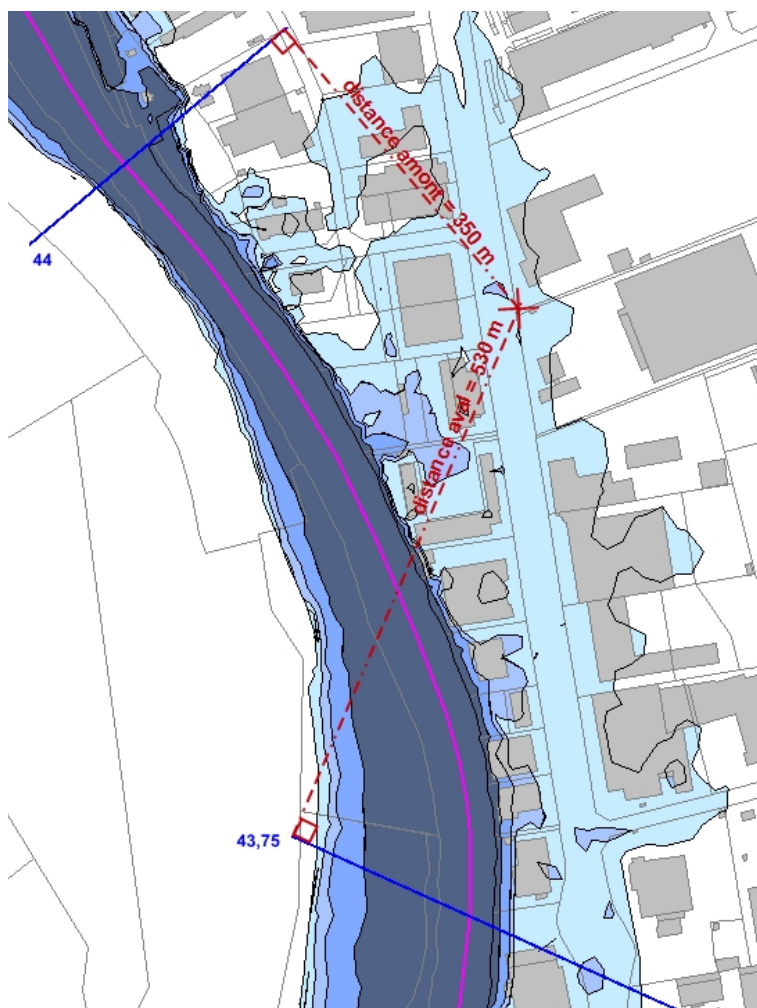 distance amont = 350 m
44
distance aval = 530 m
43,75